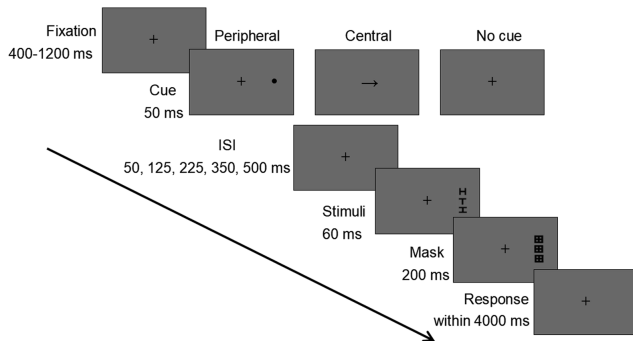 Fixation
400-1200 ms
Peripheral
Central
No cue
Cue
50 ms
ISI
50, 125, 225, 350, 500 ms
Stimuli
60 ms
Mask
200 ms
Response
within 4000 ms